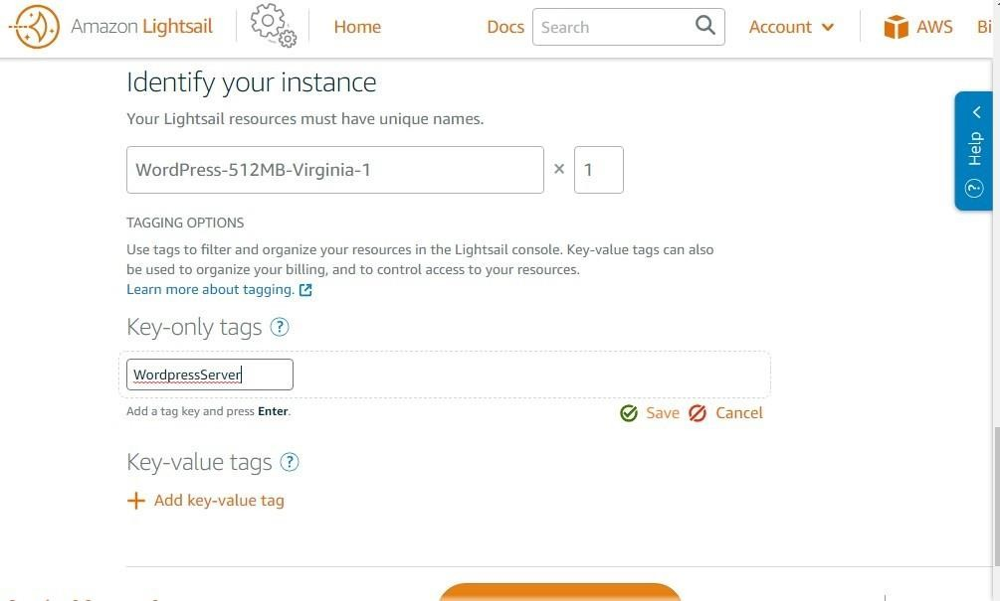 Amazon Lightsail Home Docs Search Account AWS Bi
Identify your instance
Your Lightsail resources must have unique names.
WordPress-512MB-Virginia-1 × 1
Help
TAGGING OPTIONS
Use tags to filter and organize your resources in the Lightsail console. Key-value tags can also
be used to organize your billing, and to control access to your resources.
Learn more about tagging.
Key-only tags ?
WordpressServer
Add a tag key and press Enter.
Save Cancel
Key-value tags ?
+ Add key-value tag